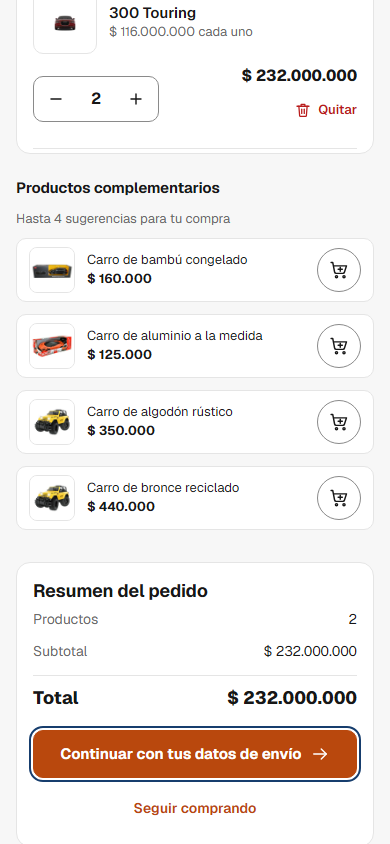 300 Touring
$ 116.000.000 cada uno
$ 232.000.000
2
Quitar
Productos complementarios
Hasta 4 sugerencias para tu compra
Carro de bambú congelado
$ 160.000
Carro de aluminio a la medida
$ 125.000
Carro de algodón rústico
$ 350.000
Carro de bronce reciclado
$ 440.000
Resumen del pedido
Productos 2
Subtotal $ 232.000.000
Total $ 232.000.000
Continuar con tus datos de envío
Seguir comprando